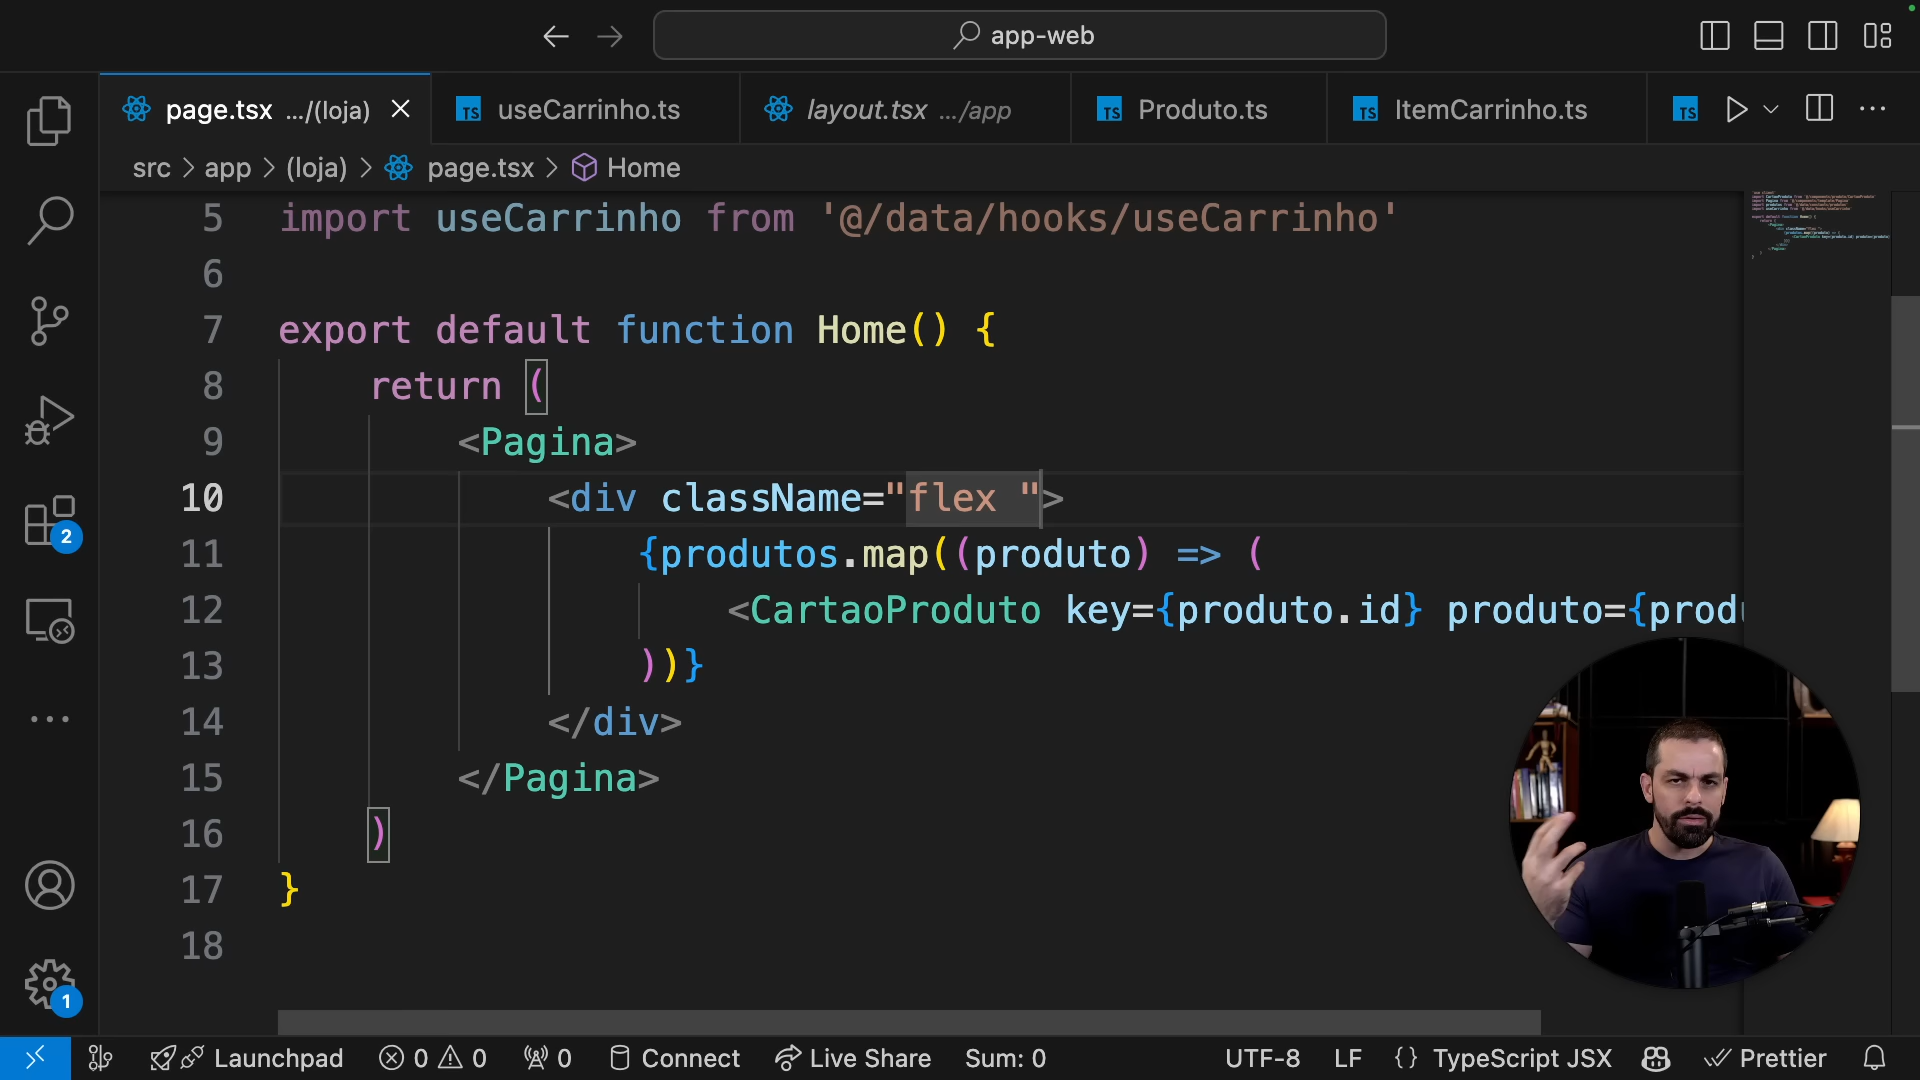 app-web
page.tsx .../(loja)
useCarrinho.ts
layout.tsx .../app
Produto.ts
ItemCarrinho.ts
src > app > (loja) > page.tsx > Home
5 import useCarrinho from '@/data/hooks/useCarrinho'
6
7 export default function Home() {
8 return (
9 <Pagina>
10 <div className="flex ">
11 {produtos.map((produto) => (
12 <CartaoProduto key={produto.id} produto={produ
13 ))}
14 </div>
15 </Pagina>
16 )
17 }
18
2
1
Launchpad 0 0 0 Connect Live Share Sum: 0 UTF-8 LF {} TypeScript JSX Prettier